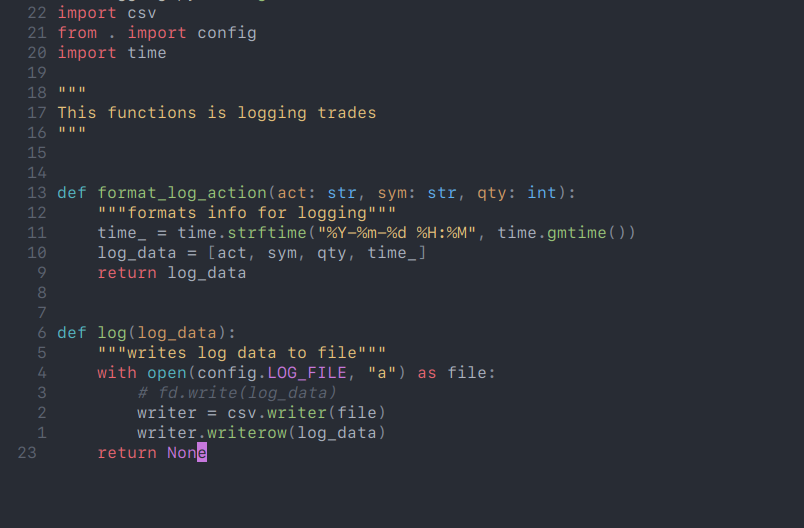 22 import csv
21 from . import config
20 import time
19
18 """
17 This functions is logging trades
16 """
15
14
13 def format_log_action(act: str, sym: str, qty: int):
12     """formats info for logging"""
11     time_ = time.strftime("%Y-%m-%d %H:%M", time.gmtime())
10     log_data = [act, sym, qty, time_]
9     return log_data
8
7
6 def log(log_data):
5     """writes log data to file"""
4     with open(config.LOG_FILE, "a") as file:
3         # fd.write(log_data)
2         writer = csv.writer(file)
1         writer.writerow(log_data)
23     return None